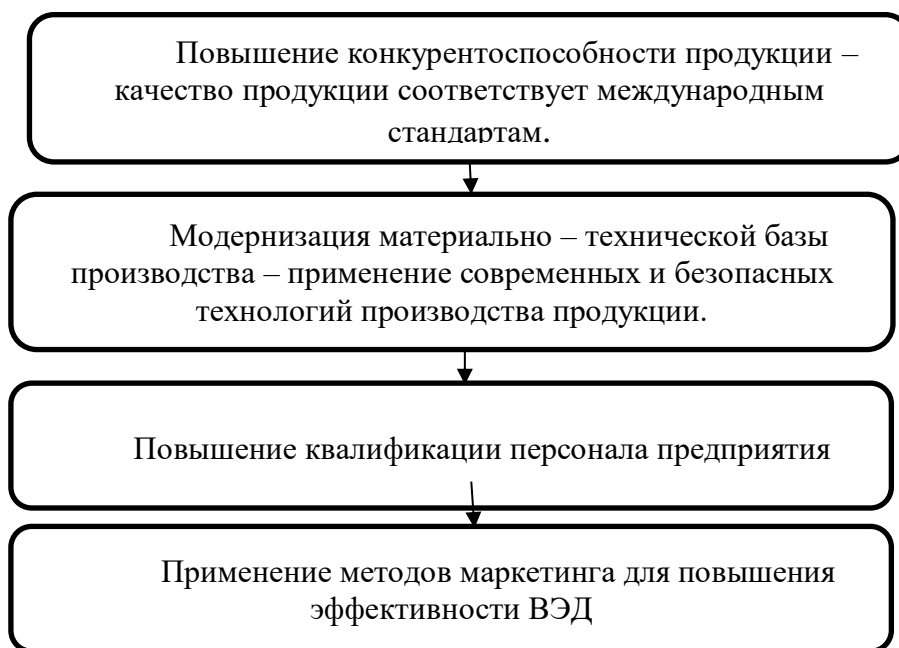 Повышение конкурентоспособности продукции –
качество продукции соответствует международным
стандартам.
Модернизация материально – технической базы
производства – применение современных и безопасных
технологий производства продукции.
Повышение квалификации персонала предприятия
Применение методов маркетинга для повышения
эффективности ВЭД